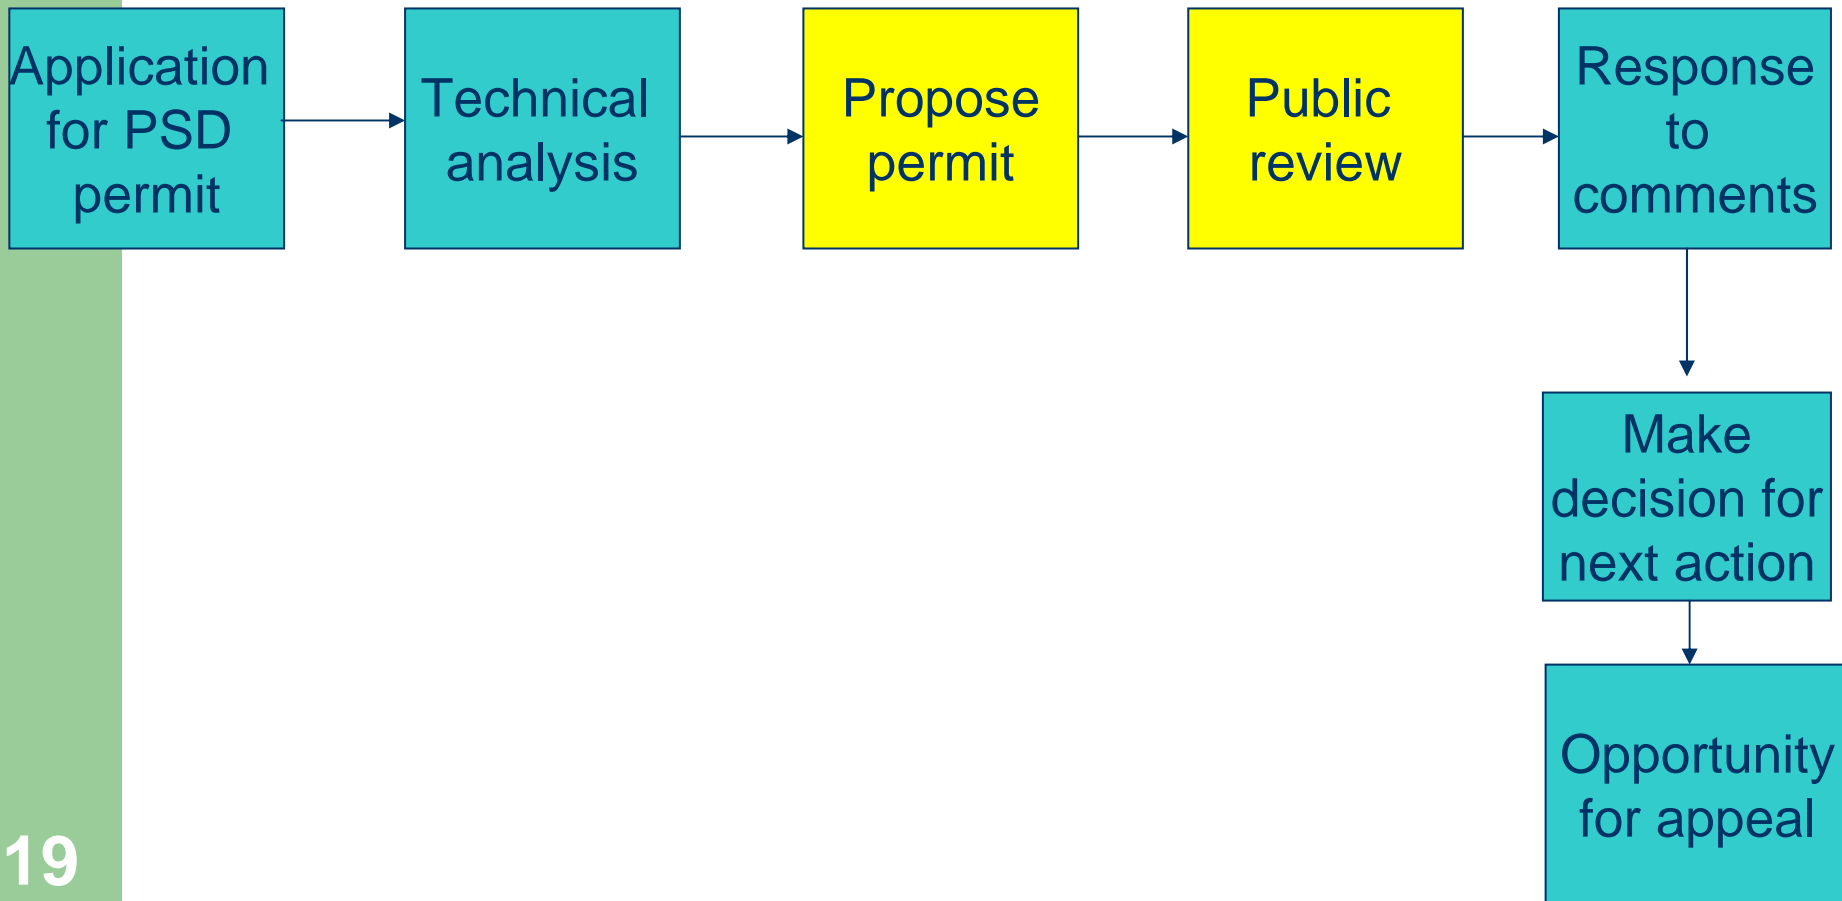 Application
for PSD
permit
Technical
analysis
Propose
permit
Public
review
Response
to
comments
Make
decision for
next action
Opportunity
for appeal
19